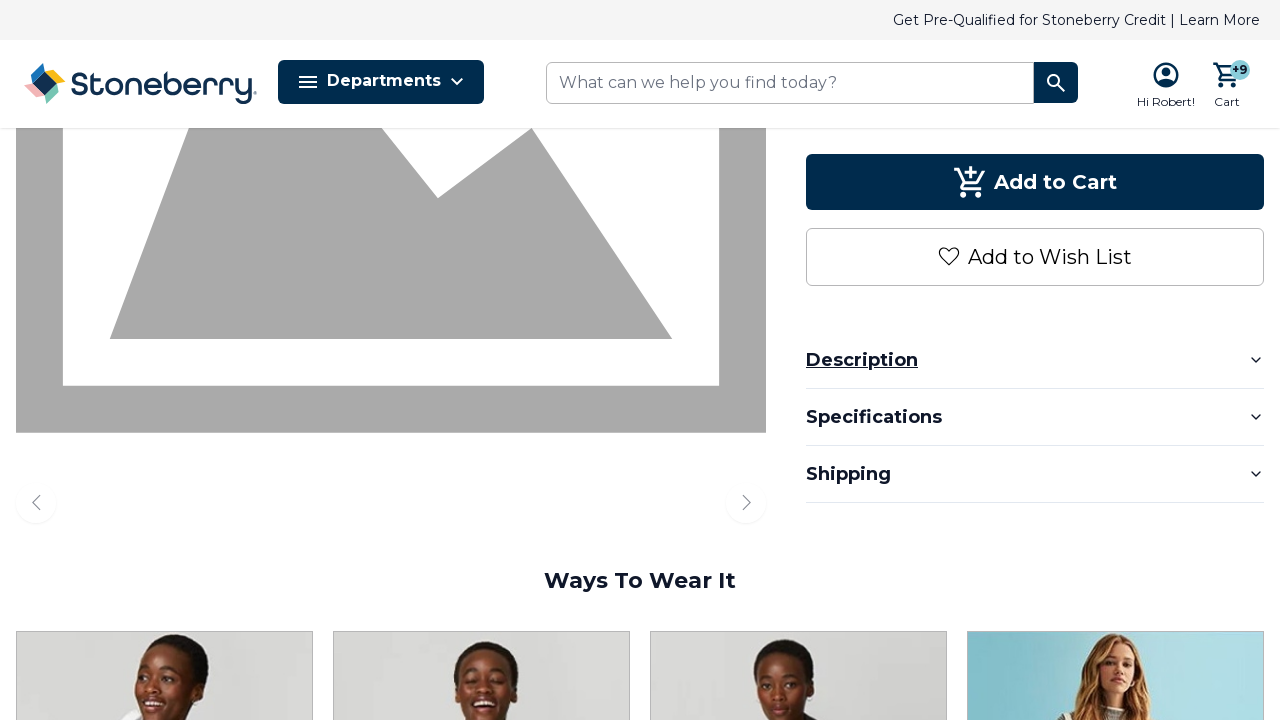 Get Pre-Qualified for Stoneberry Credit | Learn More
Stoneberry®
Departments
What can we help you find today?
Hi Robert!
+9
Cart
Add to Cart
Add to Wish List
Description
Specifications
Shipping
Ways To Wear It